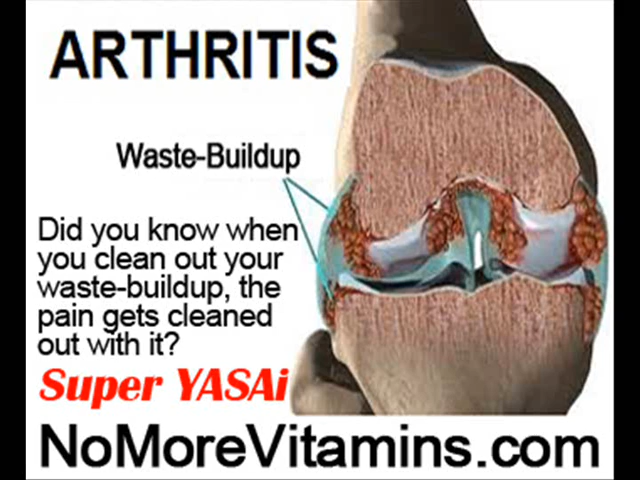 ARTHRITIS
Waste-Buildup
Did you know when
you clean out your
waste-buildup, the
pain gets cleaned
out with it?
Super YASAi
NoMoreVitamins.com